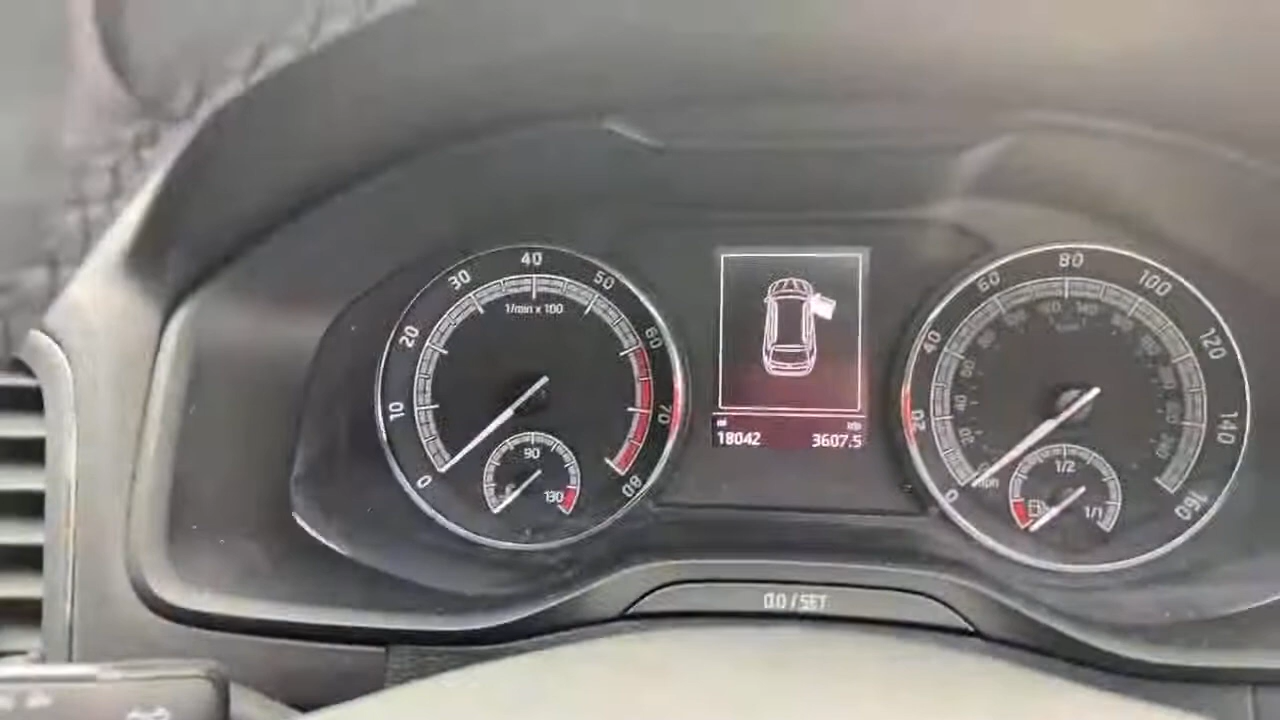 0 10 20 30 40 50 60 70 80
1/min x 100
90 130
18042 3607.5
0 20 40 60 80 100 120 140 160
mph
1/2 1/1
0.0 / SET